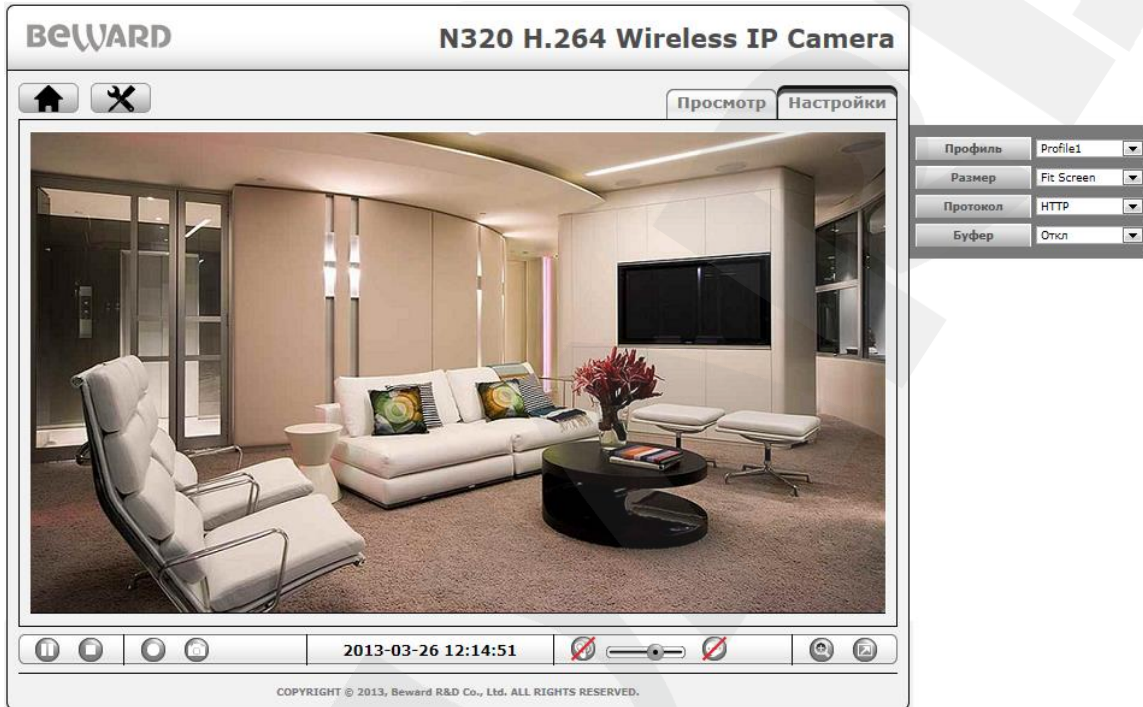 BEWARD
N320 H.264 Wireless IP Camera
Просмотр
Настройки
Профиль Profile1
Размер Fit Screen
Протокол HTTP
Буфер Откл
2013-03-26 12:14:51
COPYRIGHT © 2013, Beward R&D Co., Ltd. ALL RIGHTS RESERVED.